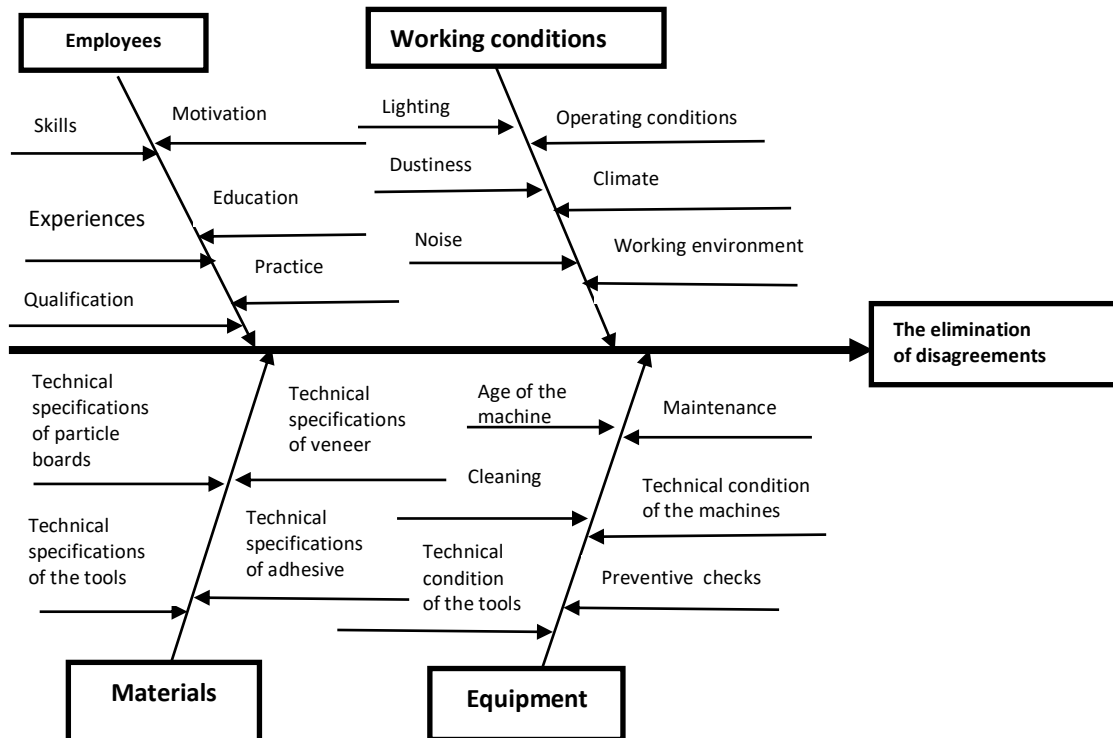 Employees
Working conditions
Skills
Motivation
Experiences
Education
Qualification
Practice
Lighting
Operating conditions
Dustiness
Climate
Noise
Working environment
The elimination
of disagreements
Technical
specifications
of particle
boards
Technical
specifications
of veneer
Technical
specifications
of the tools
Technical
specifications
of adhesive
Age of the
machine
Maintenance
Cleaning
Technical condition
of the machines
Technical
condition
of the tools
Preventive checks
Materials
Equipment